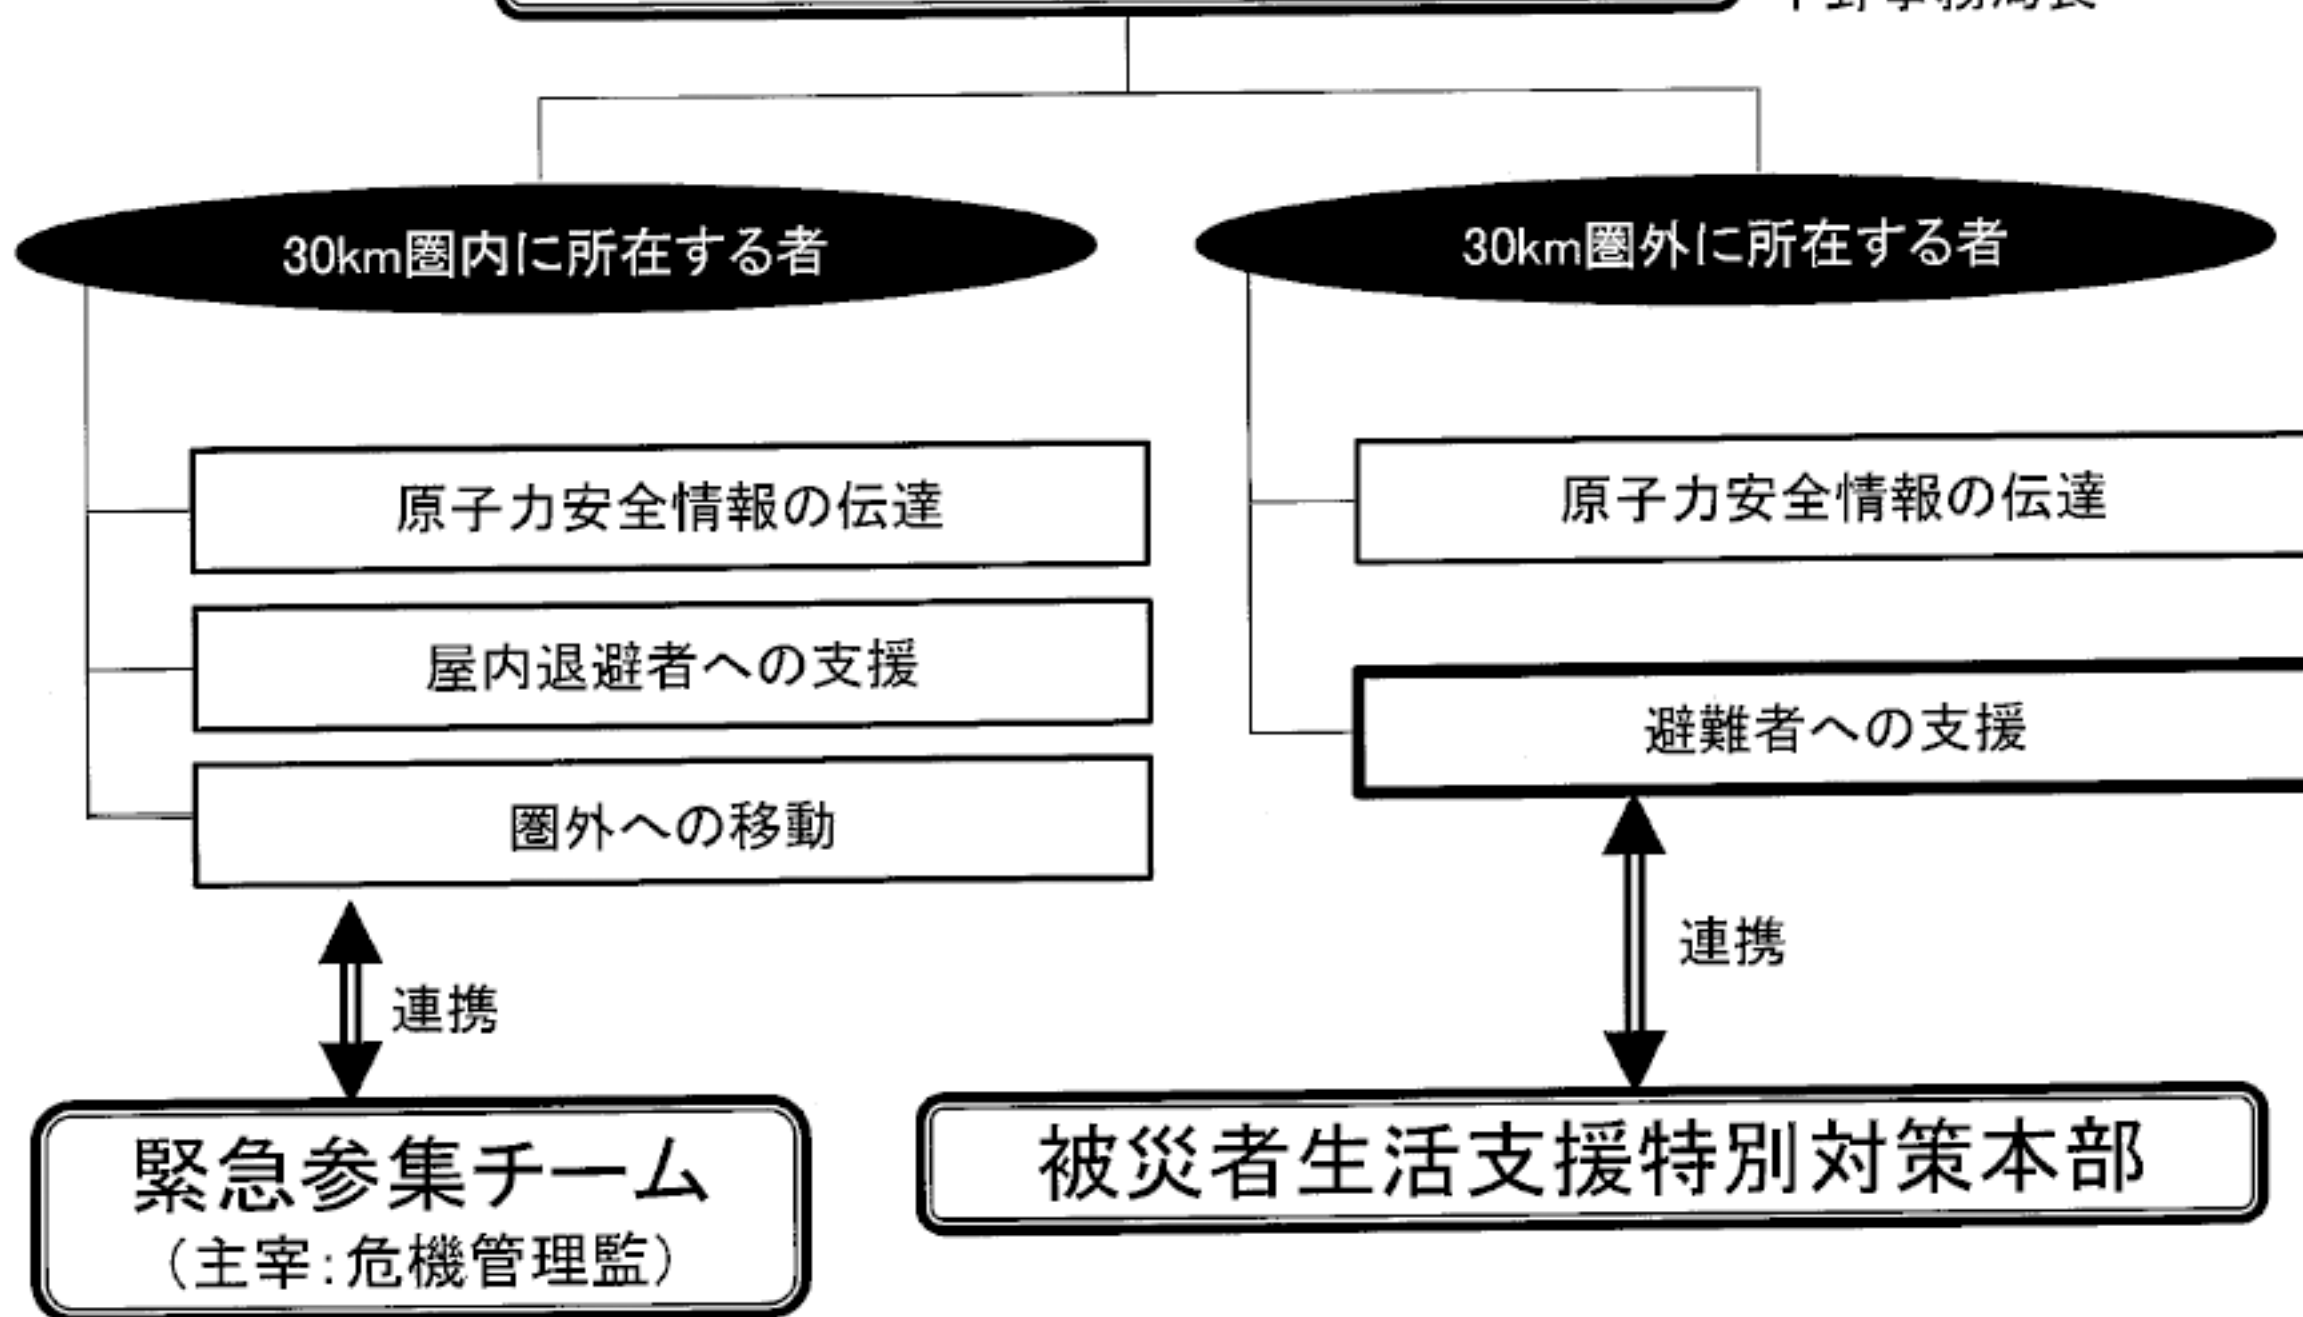 30km圏内に所在する者
30km圏外に所在する者
原子力安全情報の伝達
屋内退避者への支援
圏外への移動
原子力安全情報の伝達
避難者への支援
連携
連携
緊急参集チーム
(主宰:危機管理監)
被災者生活支援特別対策本部